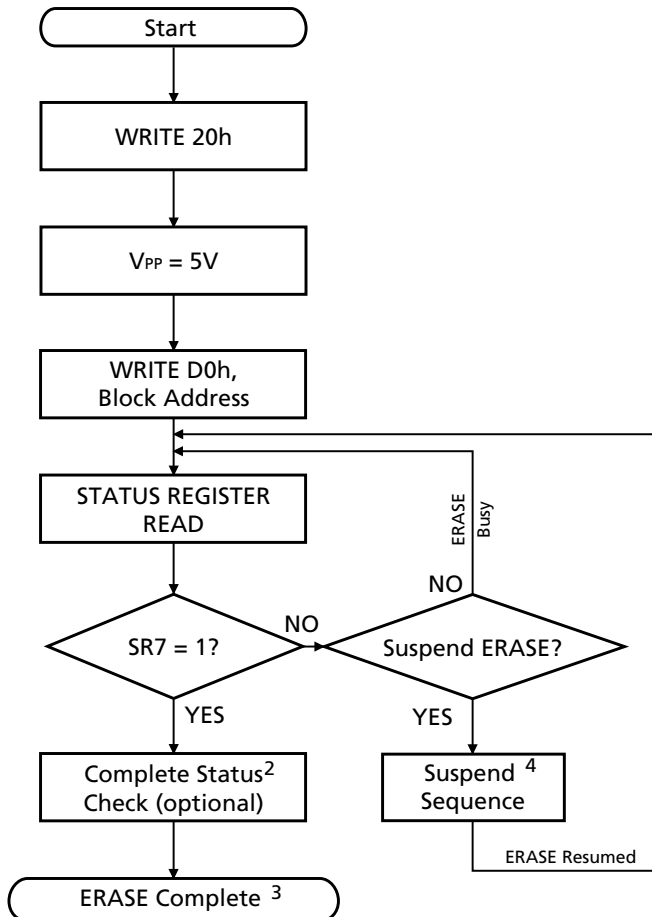 Start
WRITE 20h
VPP = 5V
WRITE D0h,
Block Address
STATUS REGISTER
READ
ERASE
Busy
NO
SR7 = 1?
NO
Suspend ERASE?
YES
YES
Complete Status2
Check (optional)
Suspend 4
Sequence
ERASE Resumed
ERASE Complete 3